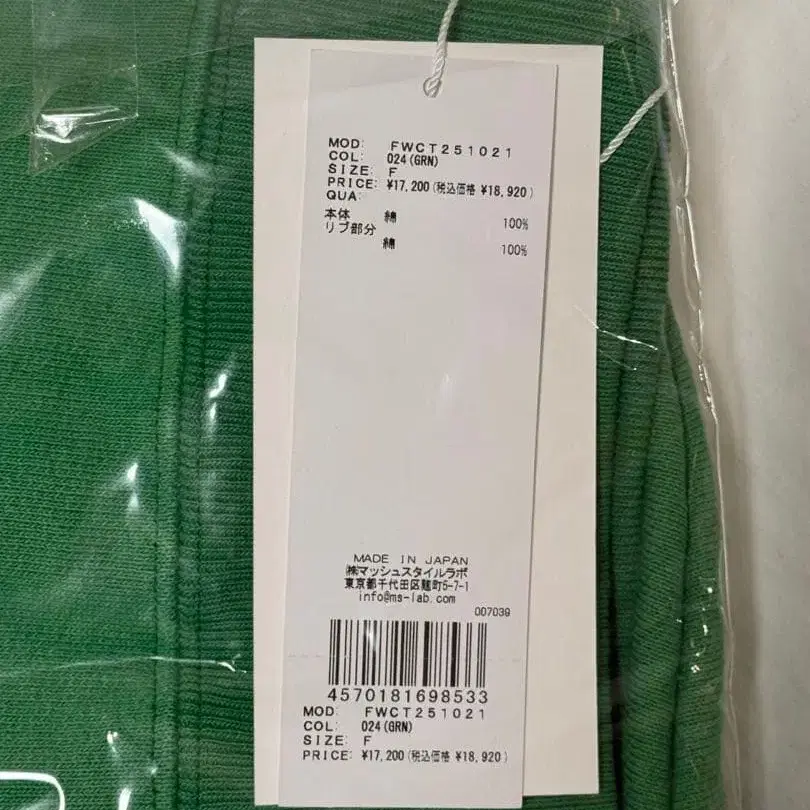 MOD: FWCT251021
COL: 024(GRN)
SIZE: F
PRICE: ¥17,200(税込価格 ¥18,920)
QUA:
本体 綿 100%
リブ部分
綿 100%
MADE IN JAPAN
㈱マッシュスタイルラボ
東京都千代田区麹町5-7-1
info@ms-lab.com
007039
4570181698533
MOD: FWCT251021
COL: 024(GRN)
SIZE: F
PRICE: ¥17,200(税込価格 ¥18,920)